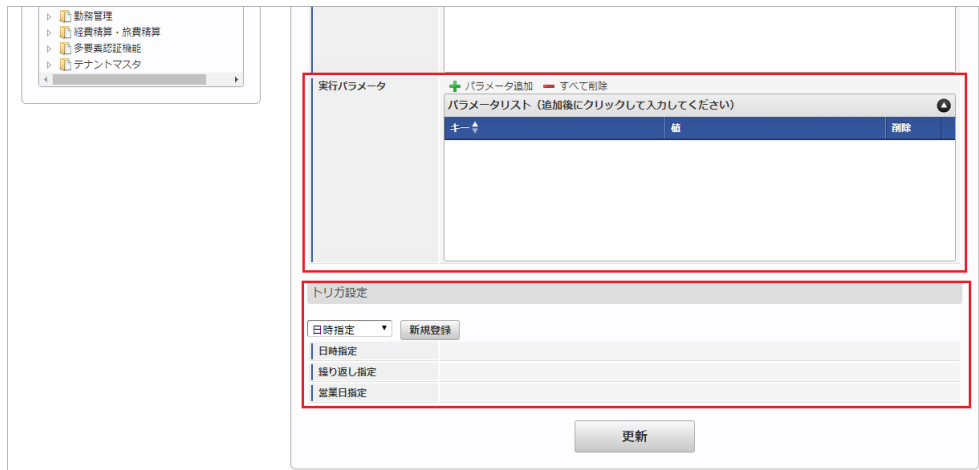 勤務管理
経費精算・旅費精算
多要素認証機能
テナントマスタ
実行パラメータ
パラメータ追加 すべて削除
パラメータリスト（追加後にクリックして入力してください）
キー 値 削除
トリガ設定
日時指定 新規登録
日時指定
繰り返し指定
営業日指定
更新